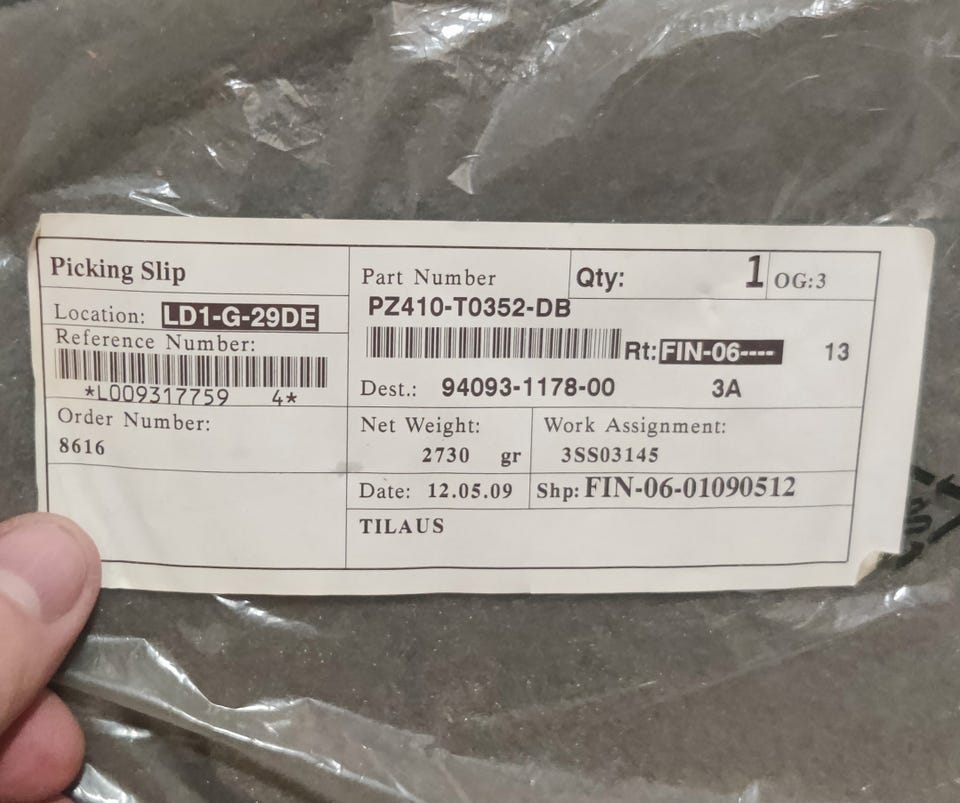 Picking Slip
Location: LD1-G-29DE
Reference Number:
*L009317759 4*
Order Number:
8616
Part Number
PZ410-T0352-DB
Qty: 1
OG:3
Rt: FIN-06---- 13
Dest.: 94093-1178-00 3A
Net Weight:
2730 gr
Work Assignment:
3SS03145
Date: 12.05.09
Shp: FIN-06-01090512
TILAUS